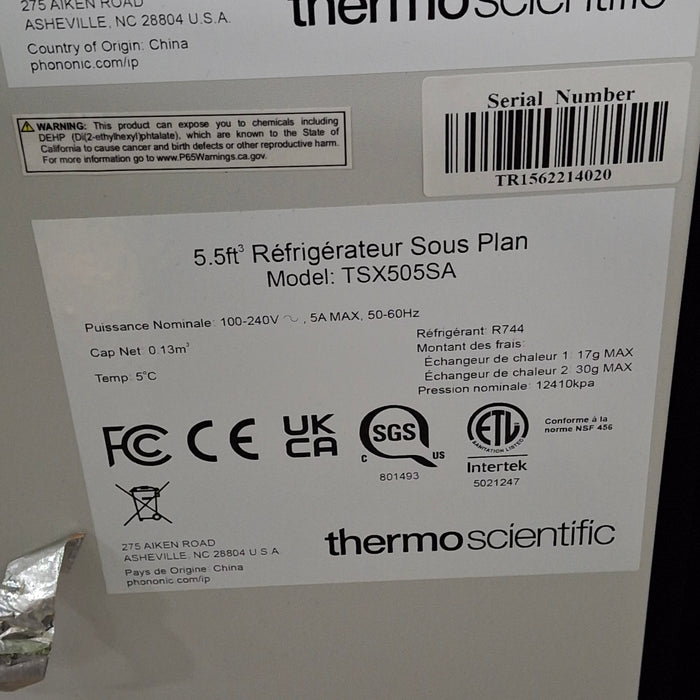 275 AIKEN ROAD
ASHEVILLE, NC 28804 U.S.A.
Country of Origin: China
phononic.com/ip
thermoscientific
WARNING: This product can expose you to chemicals including
DEHP (Di(2-ethylhexyl)phtalate), which are known to the State of
California to cause cancer and birth defects or other reproductive harm.
For more information go to www.P65Warnings.ca.gov.
Serial Number
TR1562214020
5.5ft³ Réfrigérateur Sous Plan
Model: TSX505SA
Puissance Nominale: 100-240V ~, 5A MAX, 50-60Hz
Cap Net: 0.13m³
Temp: 5°C
Réfrigérant: R744
Montant des frais:
Échangeur de chaleur 1: 17g MAX
Échangeur de chaleur 2: 30g MAX
Pression nominale: 12410kpa
FC CE UK
CA
SGS
C US
801493
ETL
SANITATION LISTED
Intertek
5021247
Conforme à la
norme NSF 456
275 AIKEN ROAD
ASHEVILLE, NC 28804 U.S.A.
Pays de Origine: China
phononic.com/ip
thermoscientific